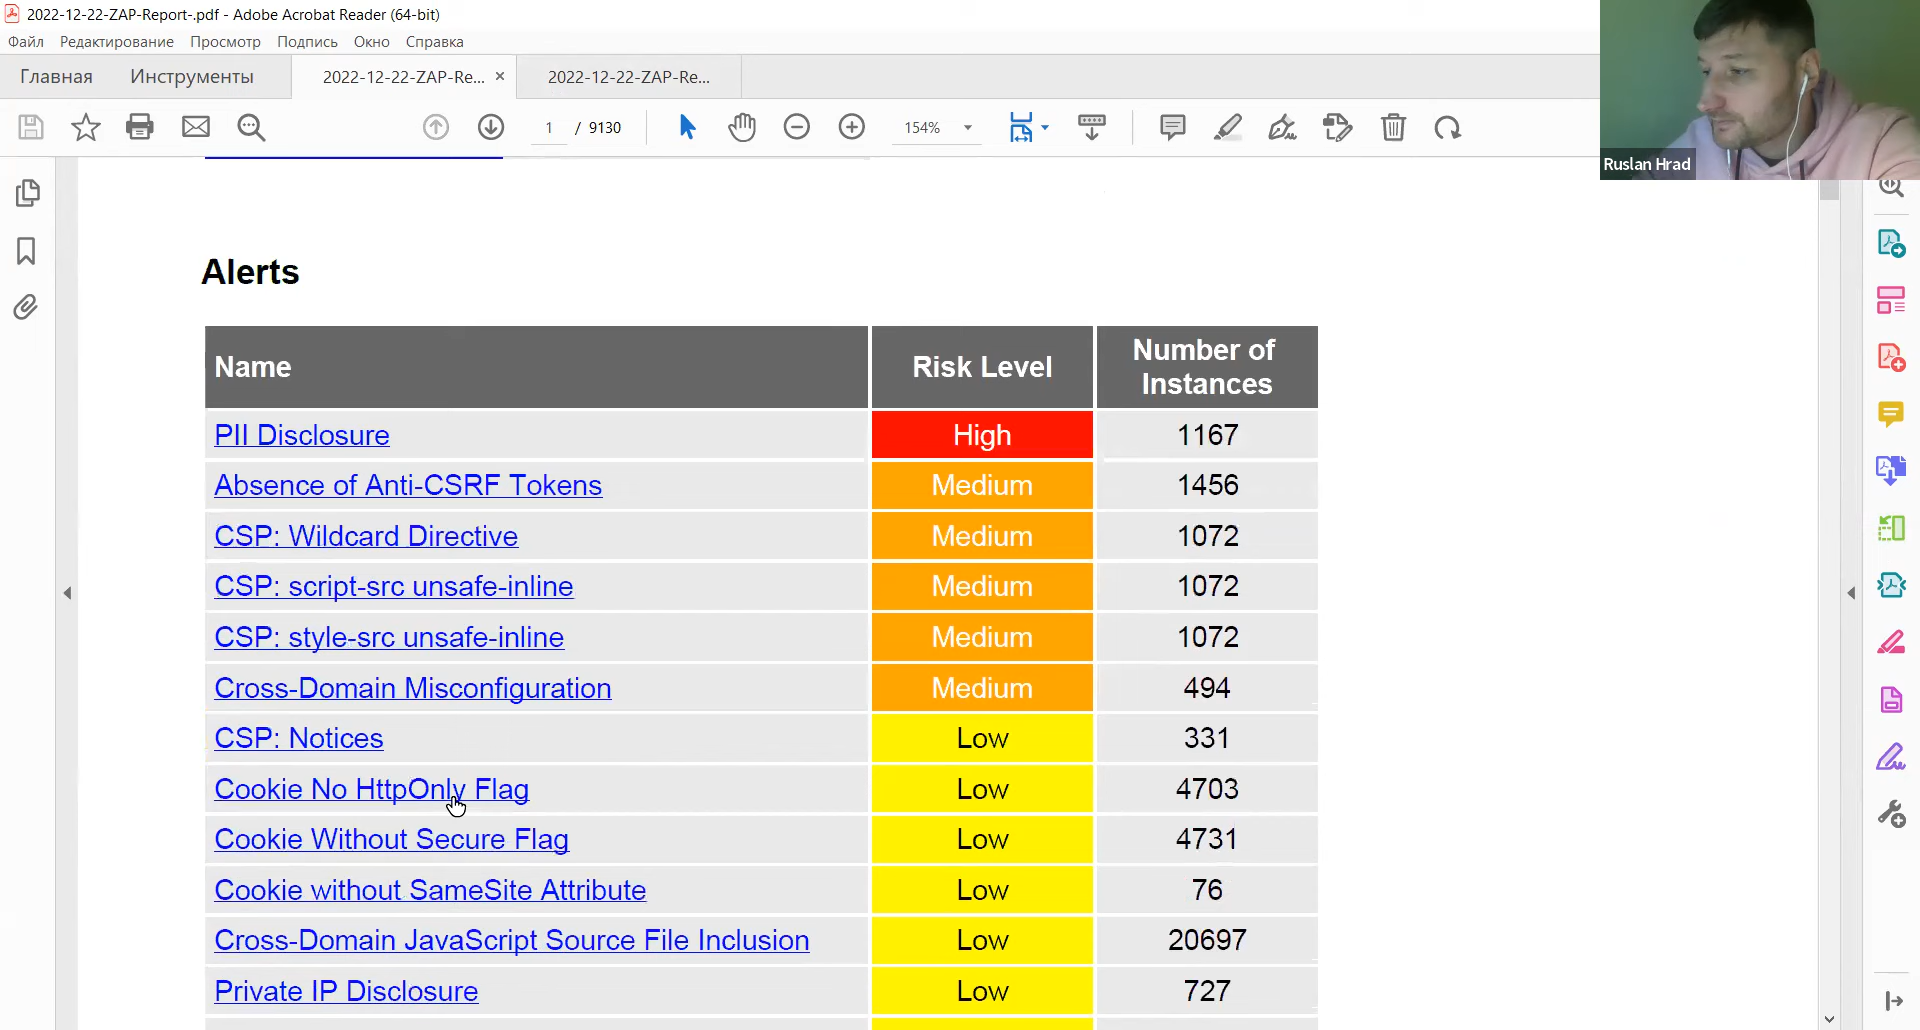 2022-12-22-ZAP-Report-.pdf - Adobe Acrobat Reader (64-bit)
Файл Редактирование Просмотр Подпись Окно Справка
Главная Инструменты 2022-12-22-ZAP-Re... × 2022-12-22-ZAP-Re...
1 / 9130 154%
Ruslan Hrad
Alerts
Name Risk Level Number of
Instances
PII Disclosure High 1167
Absence of Anti-CSRF Tokens Medium 1456
CSP: Wildcard Directive Medium 1072
CSP: script-src unsafe-inline Medium 1072
CSP: style-src unsafe-inline Medium 1072
Cross-Domain Misconfiguration Medium 494
CSP: Notices Low 331
Cookie No HttpOnly Flag Low 4703
Cookie Without Secure Flag Low 4731
Cookie without SameSite Attribute Low 76
Cross-Domain JavaScript Source File Inclusion Low 20697
Private IP Disclosure Low 727